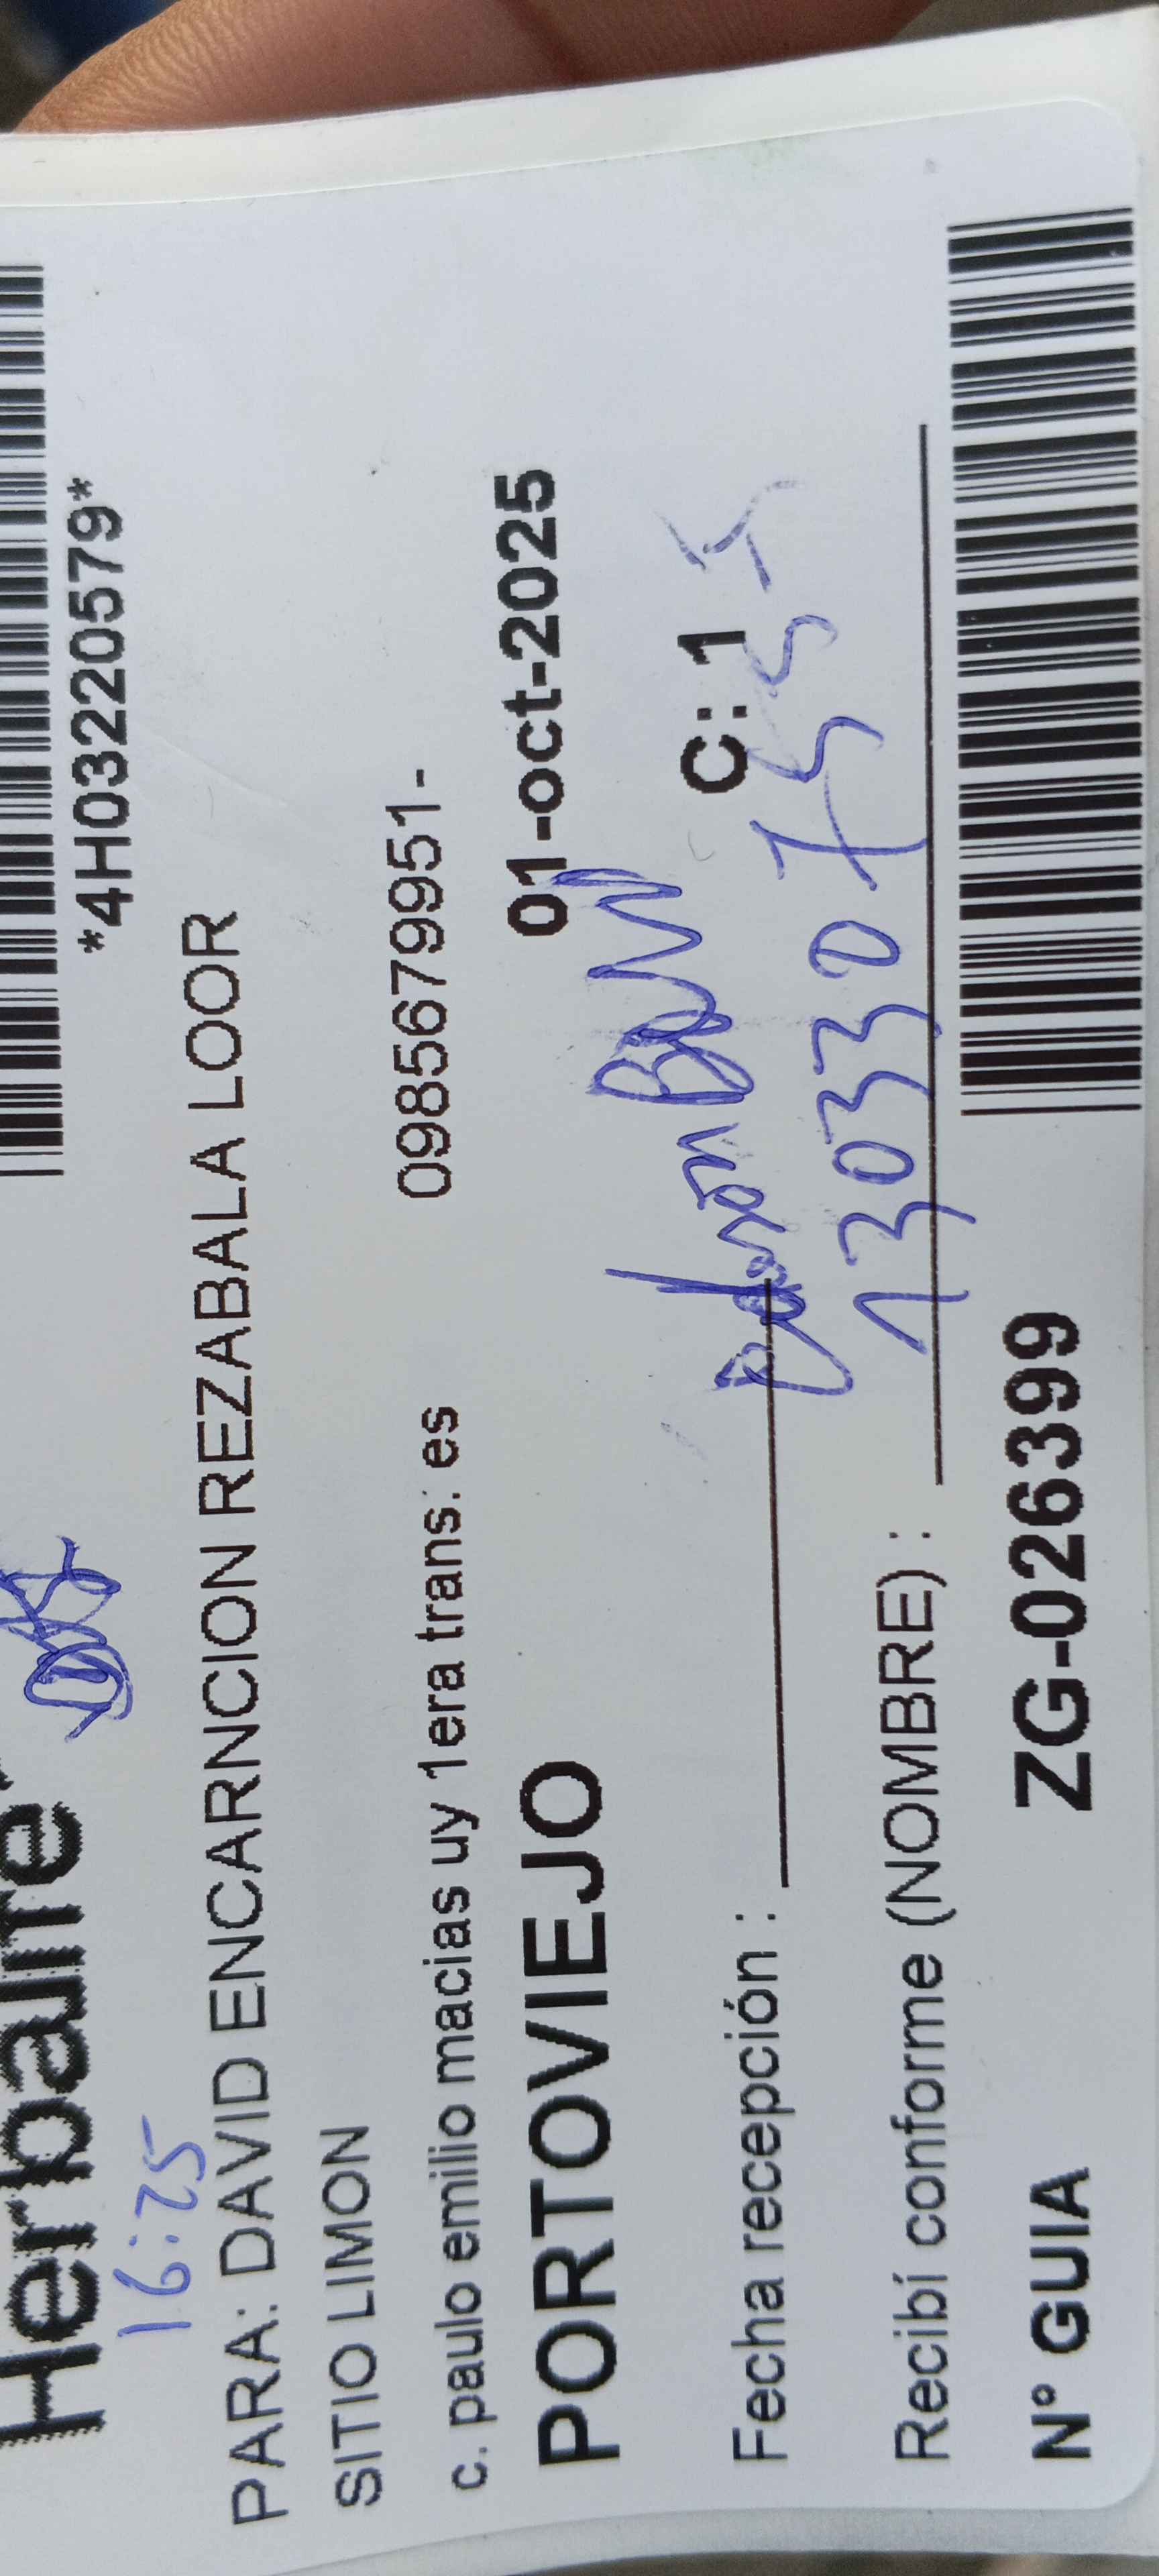 Herbalife
*4H03220579*
16:25
PARA: DAVID ENCARNCION REZABALA LOOR
SITIO LIMON
0985679951-
c. paulo emilio macias uy 1era trans: es
PORTOVIEJO
01-oct-2025
C: 1
Fecha recepción :
Recibí conforme (NOMBRE) :
N° GUIA ZG-026399